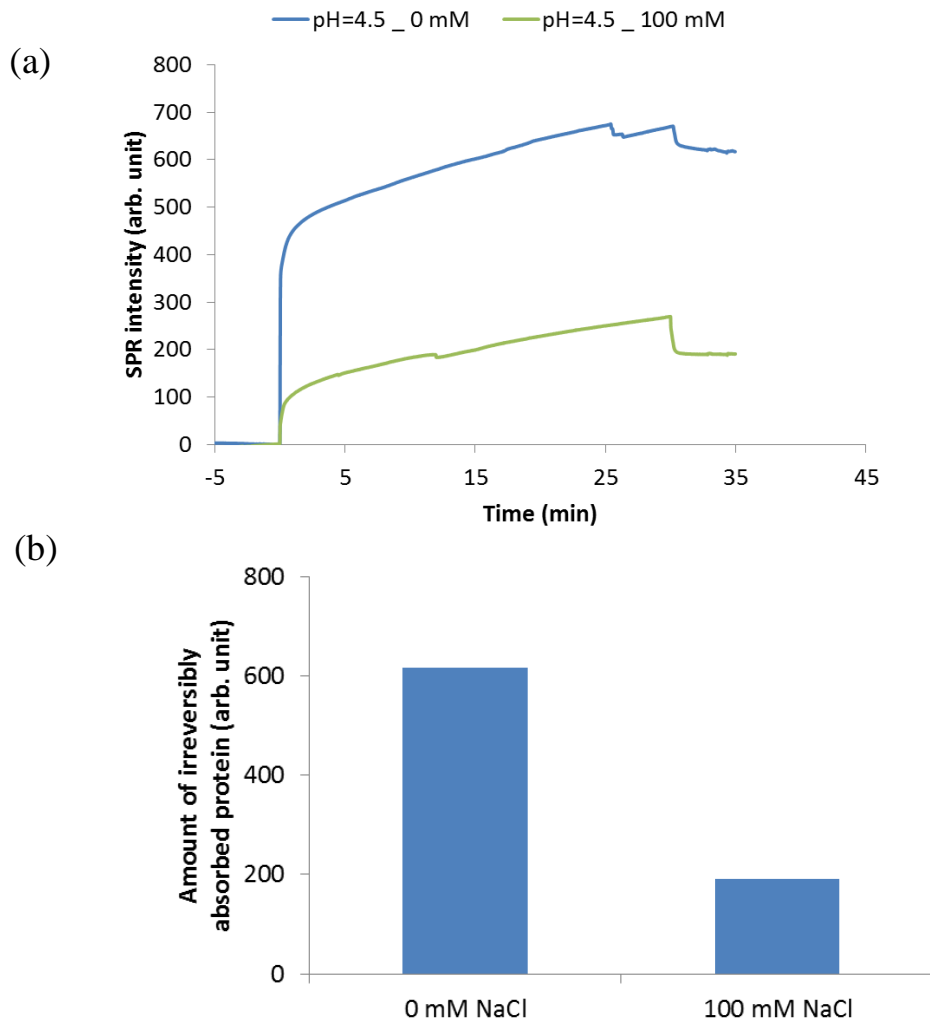 pH=4.5 _ 0 mM
pH=4.5 _ 100 mM
(a)
800
700
600
500
400
300
200
100
0
SPR intensity (arb. unit)
-5
5
15
25
35
45
Time (min)
(b)
800
600
400
200
0
Amount of irreversibly
absorbed protein (arb. unit)
0 mM NaCl
100 mM NaCl